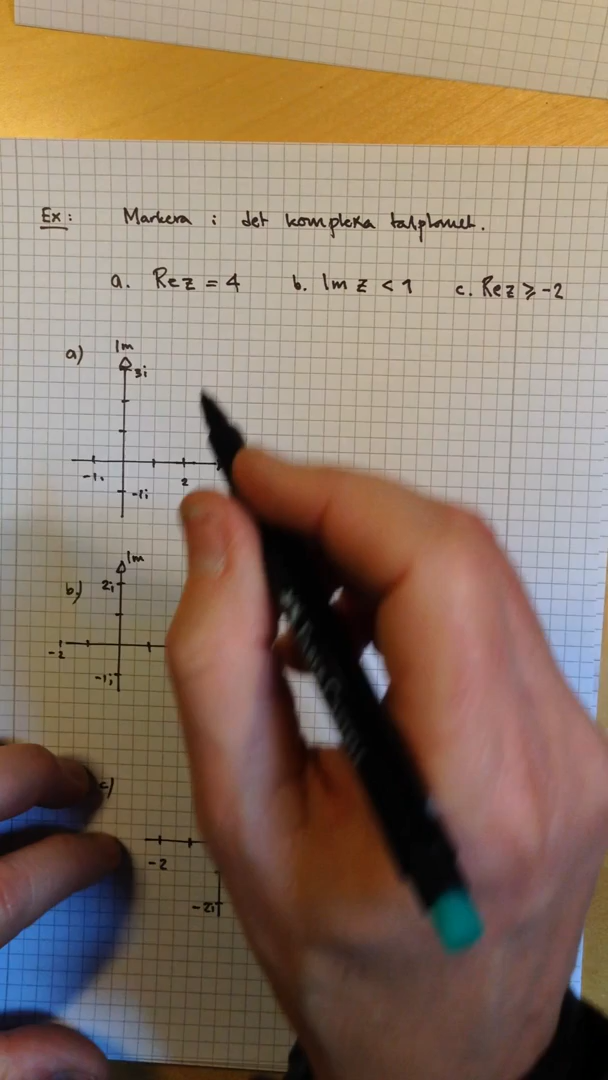 Ex: Markera i det komplexa talplanet.
a. Re z = 4 b. Im z < 1 c. Re z ⩾ -2
a) Im
3i
-1 2
-1i
b) Im
2i
-2
-1i
c)
-2
-2i